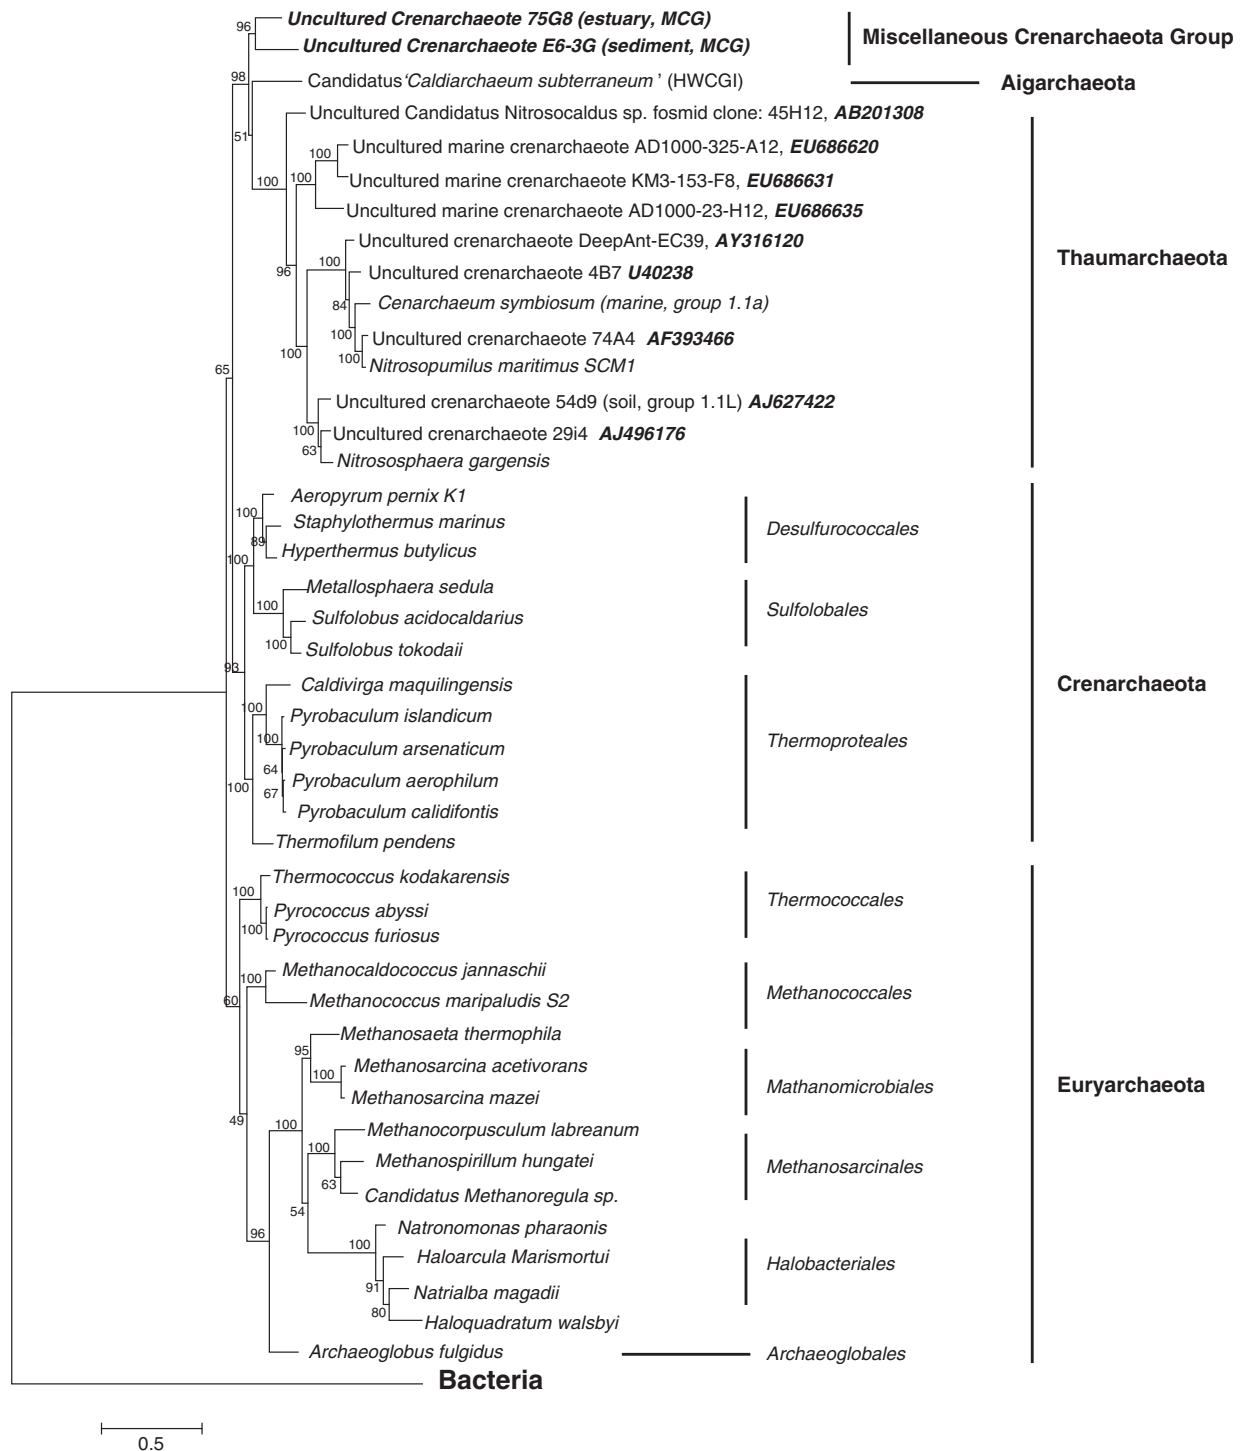 96
Uncultured Crenarchaeote 75G8 (estuary, MCG)
Uncultured Crenarchaeote E6-3G (sediment, MCG)
Miscellaneous Crenarchaeota Group
98
Candidatus 'Caldiarchaeum subterraneum ' (HWCGI)
Aigarchaeota
51
Uncultured Candidatus Nitrosocaldus sp. fosmid clone: 45H12, AB201308
100
Uncultured marine crenarchaeote AD1000-325-A12, EU686620
100
100
Uncultured marine crenarchaeote KM3-153-F8, EU686631
Uncultured marine crenarchaeote AD1000-23-H12, EU686635
Uncultured crenarchaeote DeepAnt-EC39, AY316120
Thaumarchaeota
96
100
Uncultured crenarchaeote 4B7 U40238
84
Cenarchaeum symbiosum (marine, group 1.1a)
100
Uncultured crenarchaeote 74A4 AF393466
100
100
Nitrosopumilus maritimus SCM1
65
Uncultured crenarchaeote 54d9 (soil, group 1.1L) AJ627422
100
Uncultured crenarchaeote 29i4 AJ496176
63
Nitrososphaera gargensis
Aeropyrum pernix K1
100
Staphylothermus marinus
Desulfurococcales
89
Hyperthermus butylicus
100
Metallosphaera sedula
100
Sulfolobus acidocaldarius
Sulfolobales
100
Sulfolobus tokodaii
93
Caldivirga maquilingensis
Crenarchaeota
100
Pyrobaculum islandicum
100
Pyrobaculum arsenaticum
Thermoproteales
64
Pyrobaculum aerophilum
100
67
Pyrobaculum calidifontis
Thermofilum pendens
Thermococcus kodakarensis
100
Pyrococcus abyssi
Thermococcales
100
Pyrococcus furiosus
Methanocaldococcus jannaschii
100
60
Methanococcus maripaludis S2
Methanococcales
Methanosaeta thermophila
95
Methanosarcina acetivorans
100
Mathanomicrobiales
Euryarchaeota
Methanosarcina mazei
49
100
Methanocorpusculum labreanum
100
Methanospirillum hungatei
Methanosarcinales
63
Candidatus Methanoregula sp.
54
Natronomonas pharaonis
96
100
Haloarcula Marismortui
Halobacteriales
91
Natrialba magadii
80
Haloquadratum walsbyi
Archaeoglobus fulgidus
Archaeoglobales
Bacteria
0.5